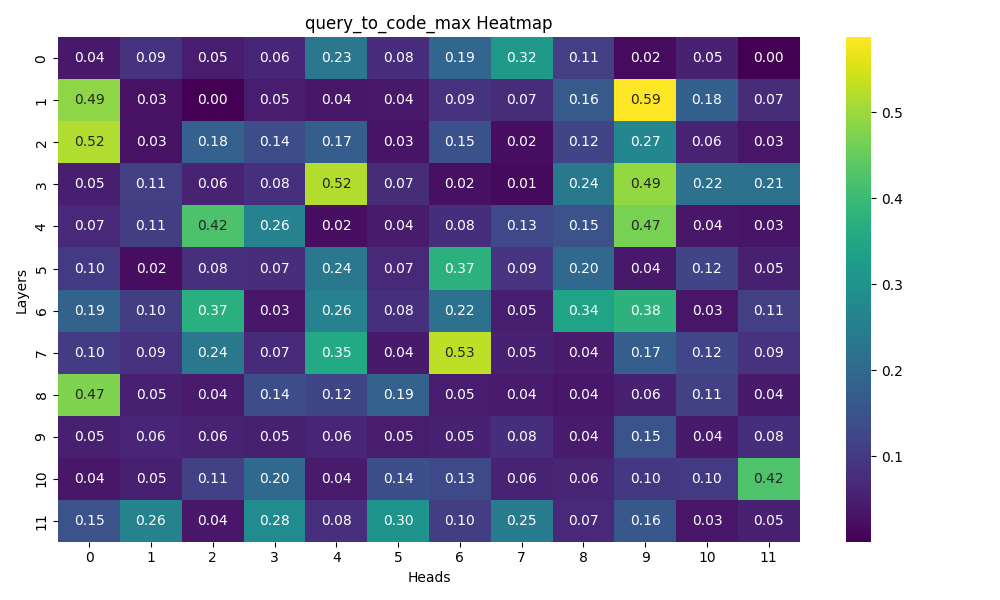 query_to_code_max Heatmap
0 0.04 0.09 0.05 0.06 0.23 0.08 0.19 0.32 0.11 0.02 0.05 0.00
1 0.49 0.03 0.00 0.05 0.04 0.04 0.09 0.07 0.16 0.59 0.18 0.07
2 0.52 0.03 0.18 0.14 0.17 0.03 0.15 0.02 0.12 0.27 0.06 0.03
3 0.05 0.11 0.06 0.08 0.52 0.07 0.02 0.01 0.24 0.49 0.22 0.21
4 0.07 0.11 0.42 0.26 0.02 0.04 0.08 0.13 0.15 0.47 0.04 0.03
5 0.10 0.02 0.08 0.07 0.24 0.07 0.37 0.09 0.20 0.04 0.12 0.05
6 0.19 0.10 0.37 0.03 0.26 0.08 0.22 0.05 0.34 0.38 0.03 0.11
7 0.10 0.09 0.24 0.07 0.35 0.04 0.53 0.05 0.04 0.17 0.12 0.09
8 0.47 0.05 0.04 0.14 0.12 0.19 0.05 0.04 0.04 0.06 0.11 0.04
9 0.05 0.06 0.06 0.05 0.06 0.05 0.05 0.08 0.04 0.15 0.04 0.08
10 0.04 0.05 0.11 0.20 0.04 0.14 0.13 0.06 0.06 0.10 0.10 0.42
11 0.15 0.26 0.04 0.28 0.08 0.30 0.10 0.25 0.07 0.16 0.03 0.05
0 1 2 3 4 5 6 7 8 9 10 11
Heads
Layers
0.5
0.4
0.3
0.2
0.1